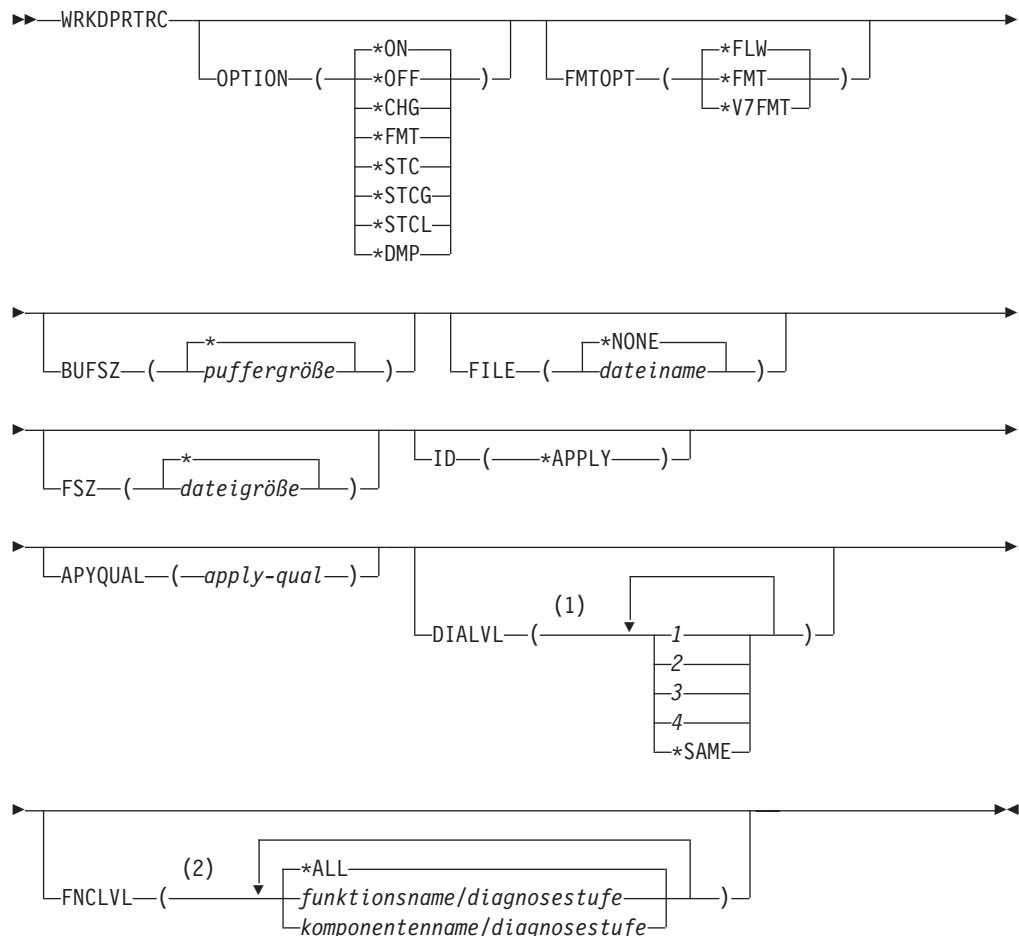 WRKDPRTRC
OPTION ( *ON )
*OFF
*CHG
*FMT
*STC
*STCG
*STCL
*DMP
FMTOPT ( *FLW )
*FMT
*V7FMT
BUFSZ ( * )
puffergröße
FILE ( *NONE )
dateiname
FSZ ( * )
dateigröße
ID ( *APPLY )
APYQUAL ( apply-qual )
(1)
DIALVL ( 1 )
2
3
4
*SAME
(2)
FNCLVL ( *ALL )
funktionsname/diagnosestufe
komponentenname/diagnosestufe